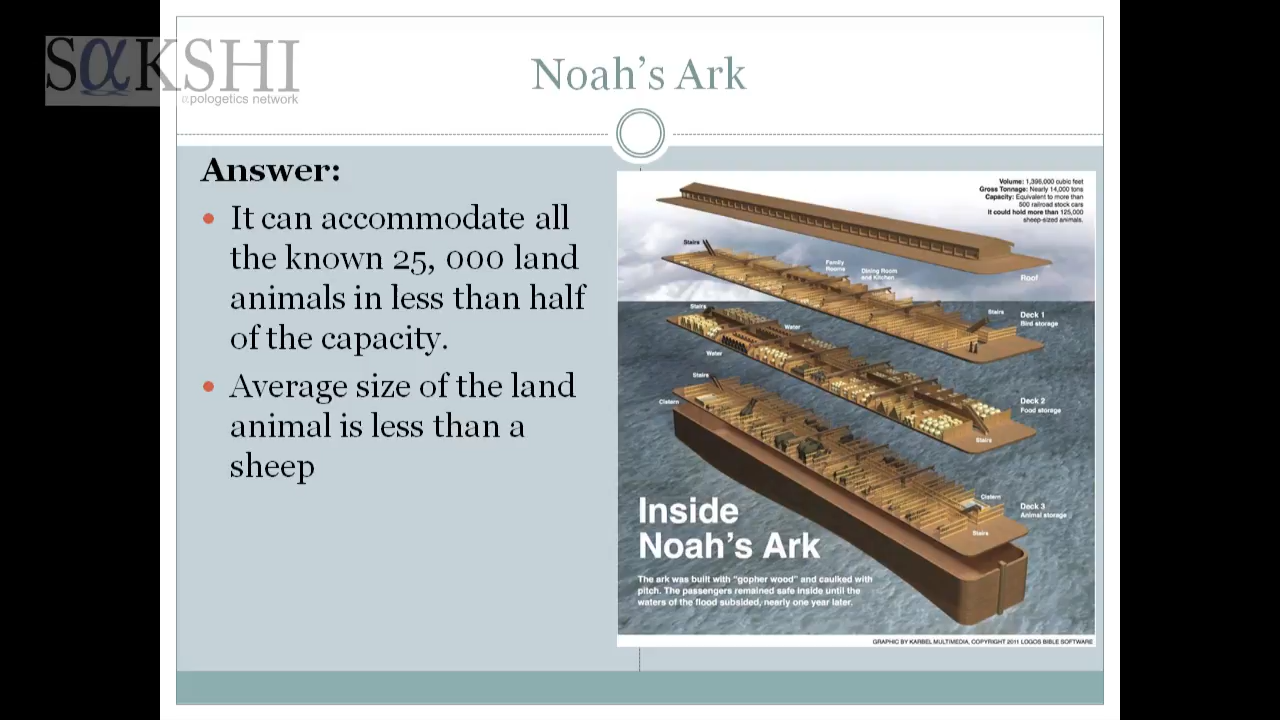 SαKSHI
αpologetics network
Noah's Ark
Answer:
It can accommodate all
the known 25, 000 land
animals in less than half
of the capacity.
Average size of the land
animal is less than a
sheep
Volume: 1,396,000 cubic feet
Gross Tonnage: Nearly 14,000 tons
Capacity: Equivalent to more than
500 railroad stock cars
It could hold more than 125,000
sheep-sized animals.
Stairs
Family
Rooms
Dining Room
and Kitchen
Roof
Stairs
Stairs
Deck 1
Bird storage
Water
Water
Stairs
Cistern
Deck 2
Food storage
Stairs
Cistern
Deck 3
Animal storage
Stairs
Inside
Noah's Ark
The ark was built with "gopher wood" and caulked with
pitch. The passengers remained safe inside until the
waters of the flood subsided, nearly one year later.
GRAPHIC BY KARBEL MULTIMEDIA, COPYRIGHT 2011 LOGOS BIBLE SOFTWARE